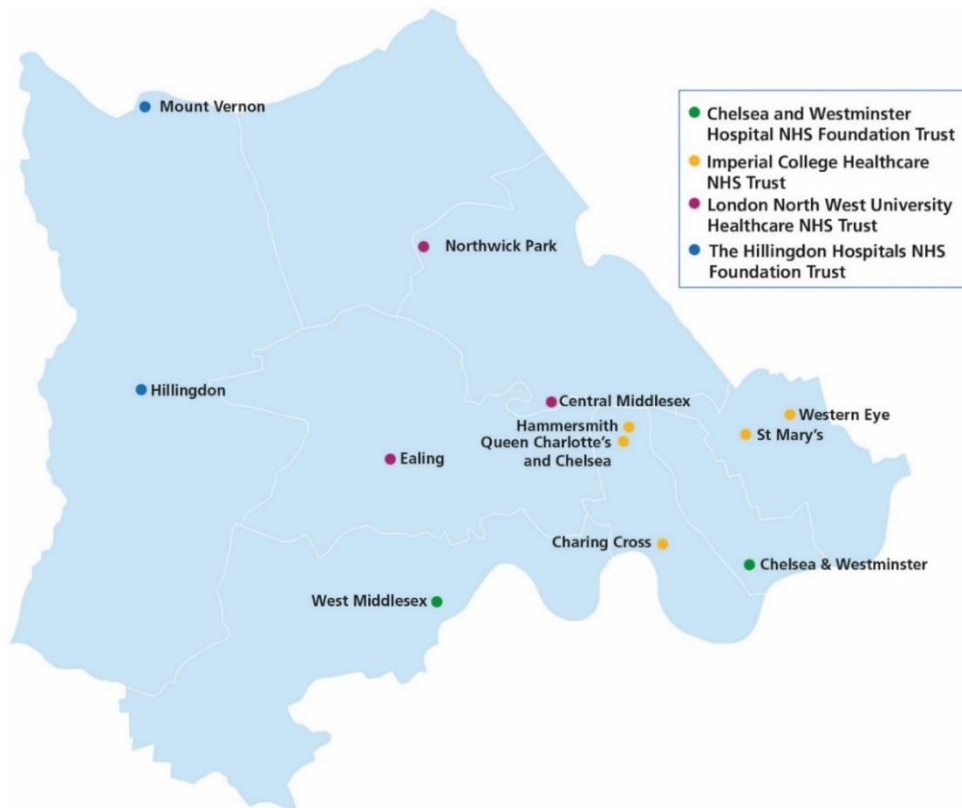 Mount Vernon
Chelsea and Westminster
Hospital NHS Foundation Trust
Imperial College Healthcare
NHS Trust
London North West University
Healthcare NHS Trust
The Hillingdon Hospitals NHS
Foundation Trust
Northwick Park
Hillingdon
Central Middlesex
Western Eye
Hammersmith
St Mary's
Queen Charlotte's
and Chelsea
Ealing
Charing Cross
Chelsea & Westminster
West Middlesex